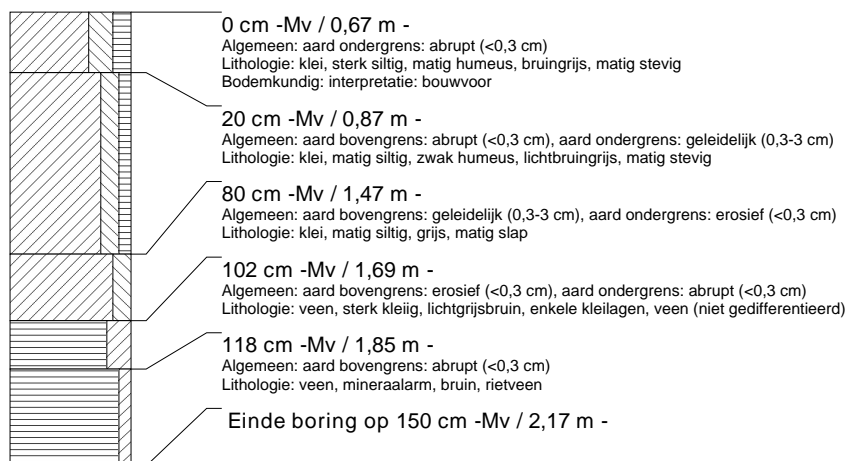 0 cm -Mv / 0,67 m -
Algemeen: aard ondergrens: abrupt (<0,3 cm)
Lithologie: klei, sterk siltig, matig humeus, bruingrijs, matig stevig
Bodemkundig: interpretatie: bouwvoor
20 cm -Mv / 0,87 m -
Algemeen: aard bovengrens: abrupt (<0,3 cm), aard ondergrens: geleidelijk (0,3-3 cm)
Lithologie: klei, matig siltig, zwak humeus, lichtbruingrijs, matig stevig
80 cm -Mv / 1,47 m -
Algemeen: aard bovengrens: geleidelijk (0,3-3 cm), aard ondergrens: erosief (<0,3 cm)
Lithologie: klei, matig siltig, grijs, matig slap
102 cm -Mv / 1,69 m -
Algemeen: aard bovengrens: erosief (<0,3 cm), aard ondergrens: abrupt (<0,3 cm)
Lithologie: veen, sterk kleiig, lichtgrijsbruin, enkele kleilagen, veen (niet gedifferentieerd)
118 cm -Mv / 1,85 m -
Algemeen: aard bovengrens: abrupt (<0,3 cm)
Lithologie: veen, mineraalarm, bruin, rietveen
Einde boring op 150 cm -Mv / 2,17 m -